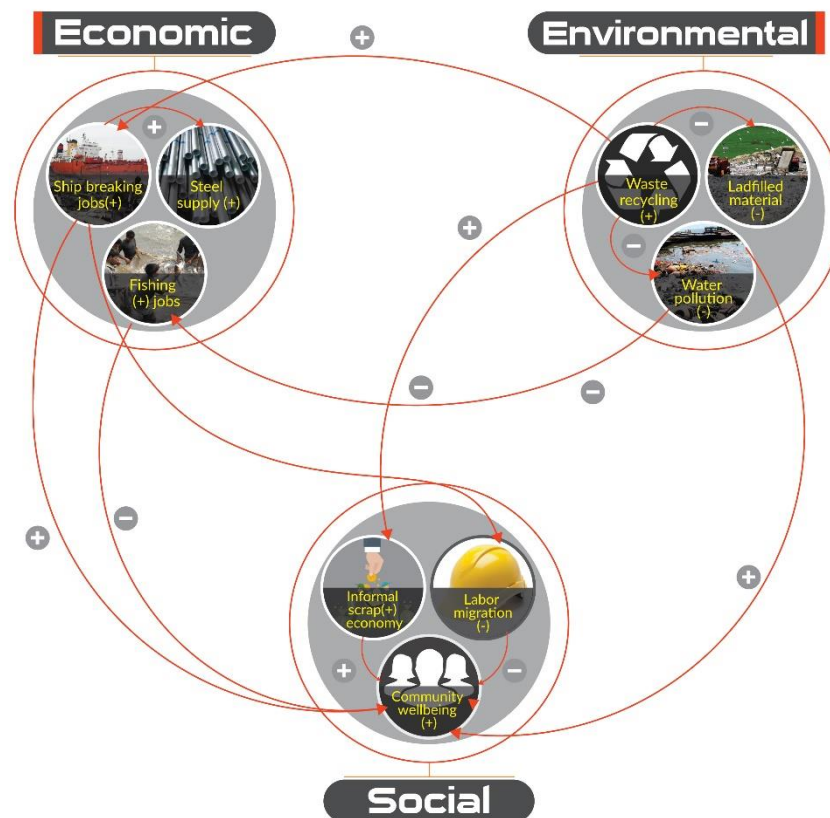 Economic
Environmental
+
+
−
Ship breaking
jobs(+)
Steel
supply (+)
Waste
recycling
(+)
Ladfilled
material
(-)
+
−
Fishing
(+) jobs
Water
pollution
(-)
−
−
+
−
+
Informal
scrap(+)
economy
Labor
migration
(-)
+
−
Community
wellbeing
(+)
Social